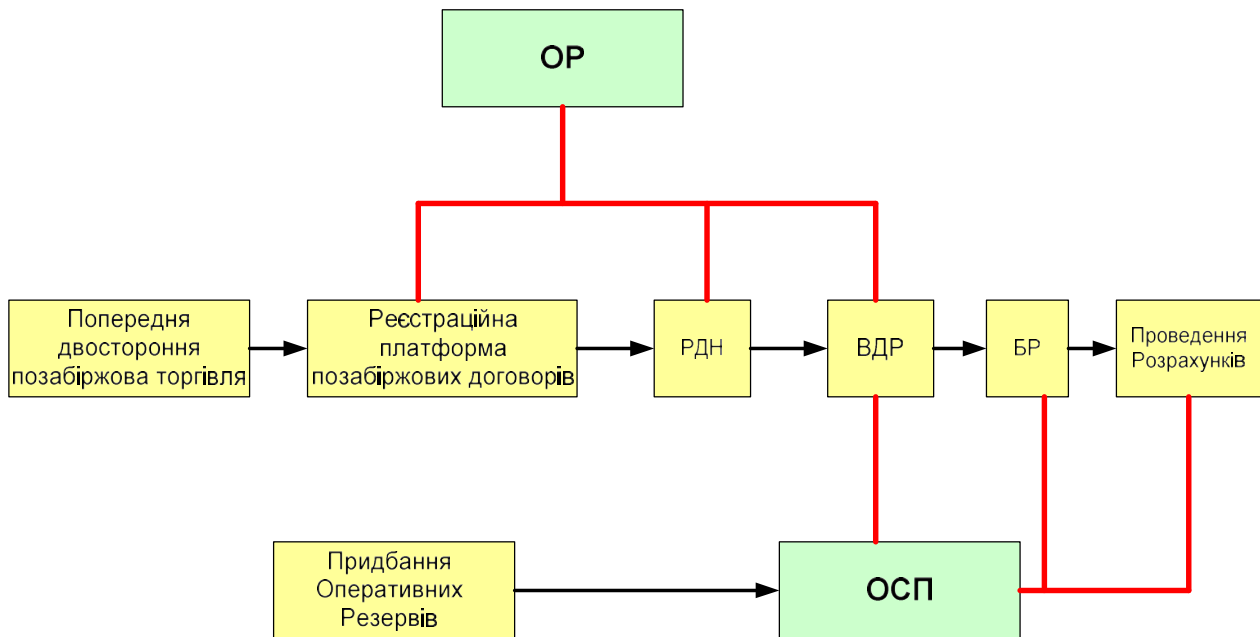 ОР
Попередня
двостороння
позабіржова торгівля
Реєстраційна
платформа
позабіржових договорів
РДН
ВДР
БР
Проведення
Розрахунків
Придбання
Оперативних
Резервів
ОСП